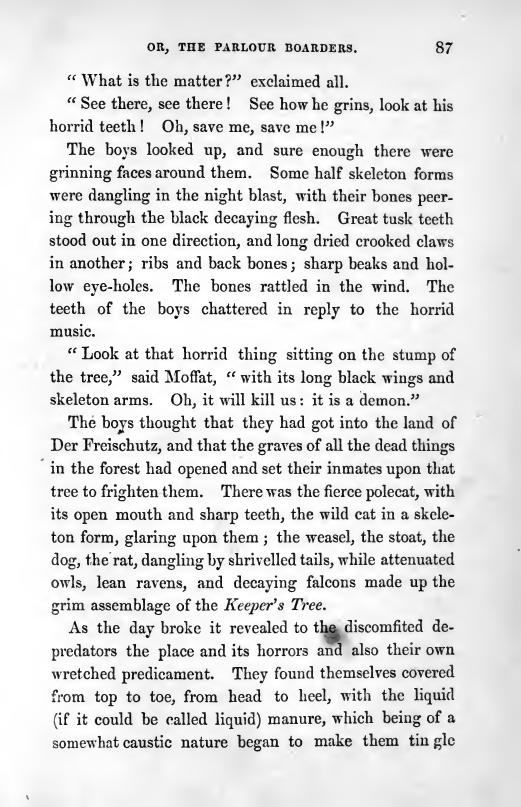 OR, THE PARLOUR BOARDERS. 87
“ What is the matter?” exclaimed all.
“ See there, see there ! See how he grins, look at his
horrid teeth ! Oh, save me, save me !”
The boys looked up, and sure enough there were
grinning faces around them. Some half skeleton forms
were dangling in the night blast, with their bones peer-
ing through the black decaying flesh. Great tusk teeth
stood out in one direction, and long dried crooked claws
in another ; ribs and back bones ; sharp beaks and hol-
low eye-holes. The bones rattled in the wind. The
teeth of the boys chattered in reply to the horrid
music.
“ Look at that horrid thing sitting on the stump of
the tree,” said Moffat, “ with its long black wings and
skeleton arms. Oh, it will kill us : it is a demon.”
The boys thought that they had got into the land of
Der Freischutz, and that the graves of all the dead things
in the forest had opened and set their inmates upon that
tree to frighten them. There was the fierce polecat, with
its open mouth and sharp teeth, the wild cat in a skele-
ton form, glaring upon them ; the weasel, the stoat, the
dog, the rat, dangling by shrivelled tails, while attenuated
owls, lean ravens, and decaying falcons made up the
grim assemblage of the Keeper’s Tree.
As the day broke it revealed to the discomfited de-
predators the place and its horrors and also their own
wretched predicament. They found themselves covered
from top to toe, from head to heel, with the liquid
(if it could be called liquid) manure, which being of a
somewhat caustic nature began to make them tin gle